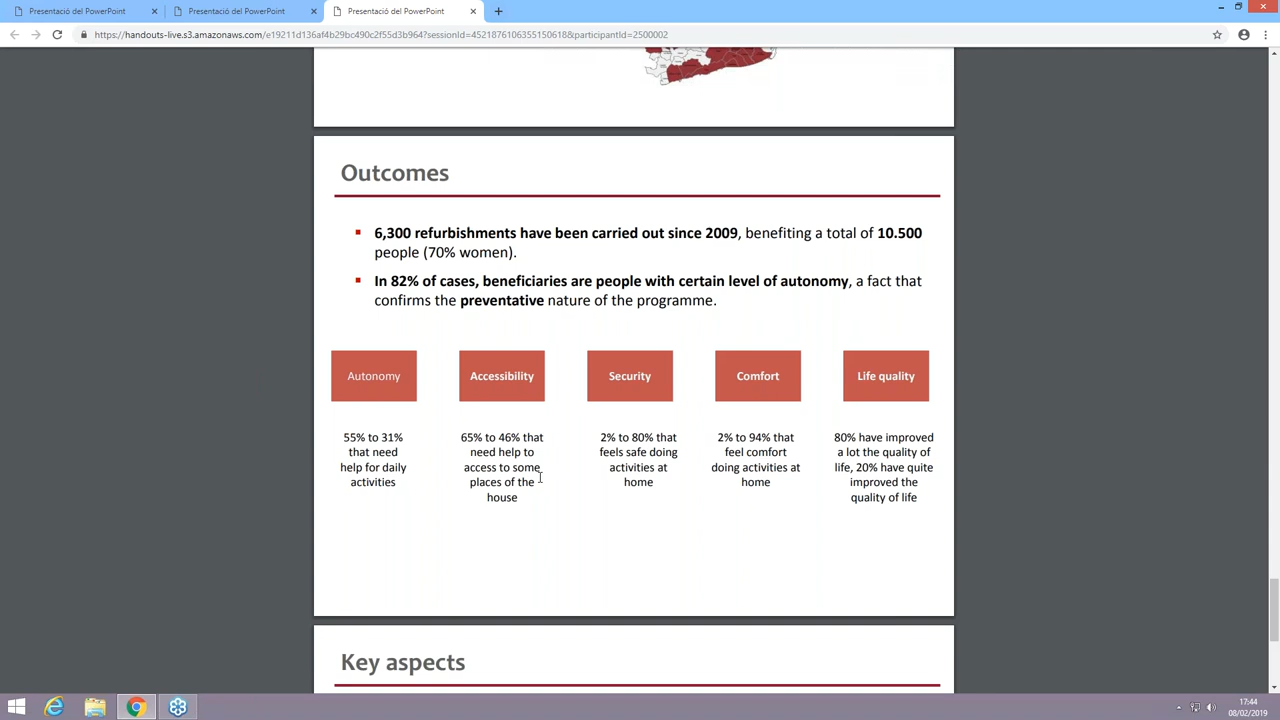 Presentació del PowerPoint
Presentació del PowerPoint
Presentació del PowerPoint
https://handouts-live.s3.amazonaws.com/e19211d136af4b29bc490c2f55d3b964?sessionId=4521876106355150618&participantId=2500002
Outcomes
6,300 refurbishments have been carried out since 2009, benefiting a total of 10.500
people (70% women).
In 82% of cases, beneficiaries are people with certain level of autonomy, a fact that
confirms the preventative nature of the programme.
Autonomy
55% to 31%
that need
help for daily
activities
Accessibility
65% to 46% that
need help to
access to some
places of the
house
Security
2% to 80% that
feels safe doing
activities at
home
Comfort
2% to 94% that
feel comfort
doing activities at
home
Life quality
80% have improved
a lot the quality of
life, 20% have quite
improved the
quality of life
Key aspects
17:44
08/02/2019